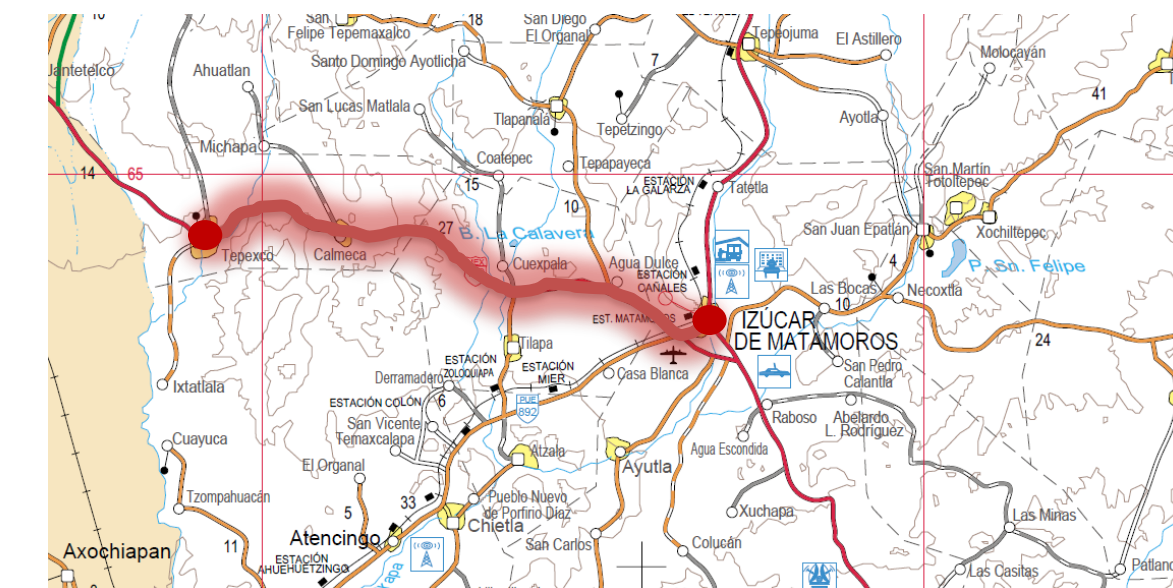 San
Felipe Tepemaxalco
18
San Diego
El Organal
Tepeojuma
El Astillero
Molocayán
Jantetelco
Ahuatlan
Santo Domingo Ayotlicha
7
41
San Lucas Matlala
Tlapanalá
Tepetzingo
Ayotla
Michapa
Coatepec
Tepapayeca
14
65
15
ESTACIÓN
LA GALARZA
Tatetla
San Martín
Totoltepec
10
27
B. La Calavera
San Juan Epatlán
Xochiltepec
Tepexco
Calmeca
Cuexpala
Agua Dulce
ESTACIÓN
CAÑALES
4
P. Sn. Felipe
Las Bocas
Necoxtla
10
EST. MATAMOROS
IZÚCAR
DE MATAMOROS
24
Tilapa
ESTACIÓN
ZOLOQUIAPA
ESTACIÓN
MIER
Derramadero
Casa Blanca
San Pedro
Calantla
Ixtatlala
6
ESTACIÓN COLÓN
PUE
892
San Vicente
Temaxcalapa
Raboso
Abelardo
L. Rodríguez
Cuayuca
Atzala
Ayutla
Agua Escondida
El Organal
Tzompahuacán
33
Pueblo Nuevo
de Porfirio Díaz
5
Chietla
Xuchapa
Las Minas
Atencingo
San Carlos
Colucán
Axochiapan
11
ESTACIÓN
AHUEHUETZINGO
Las Casitas